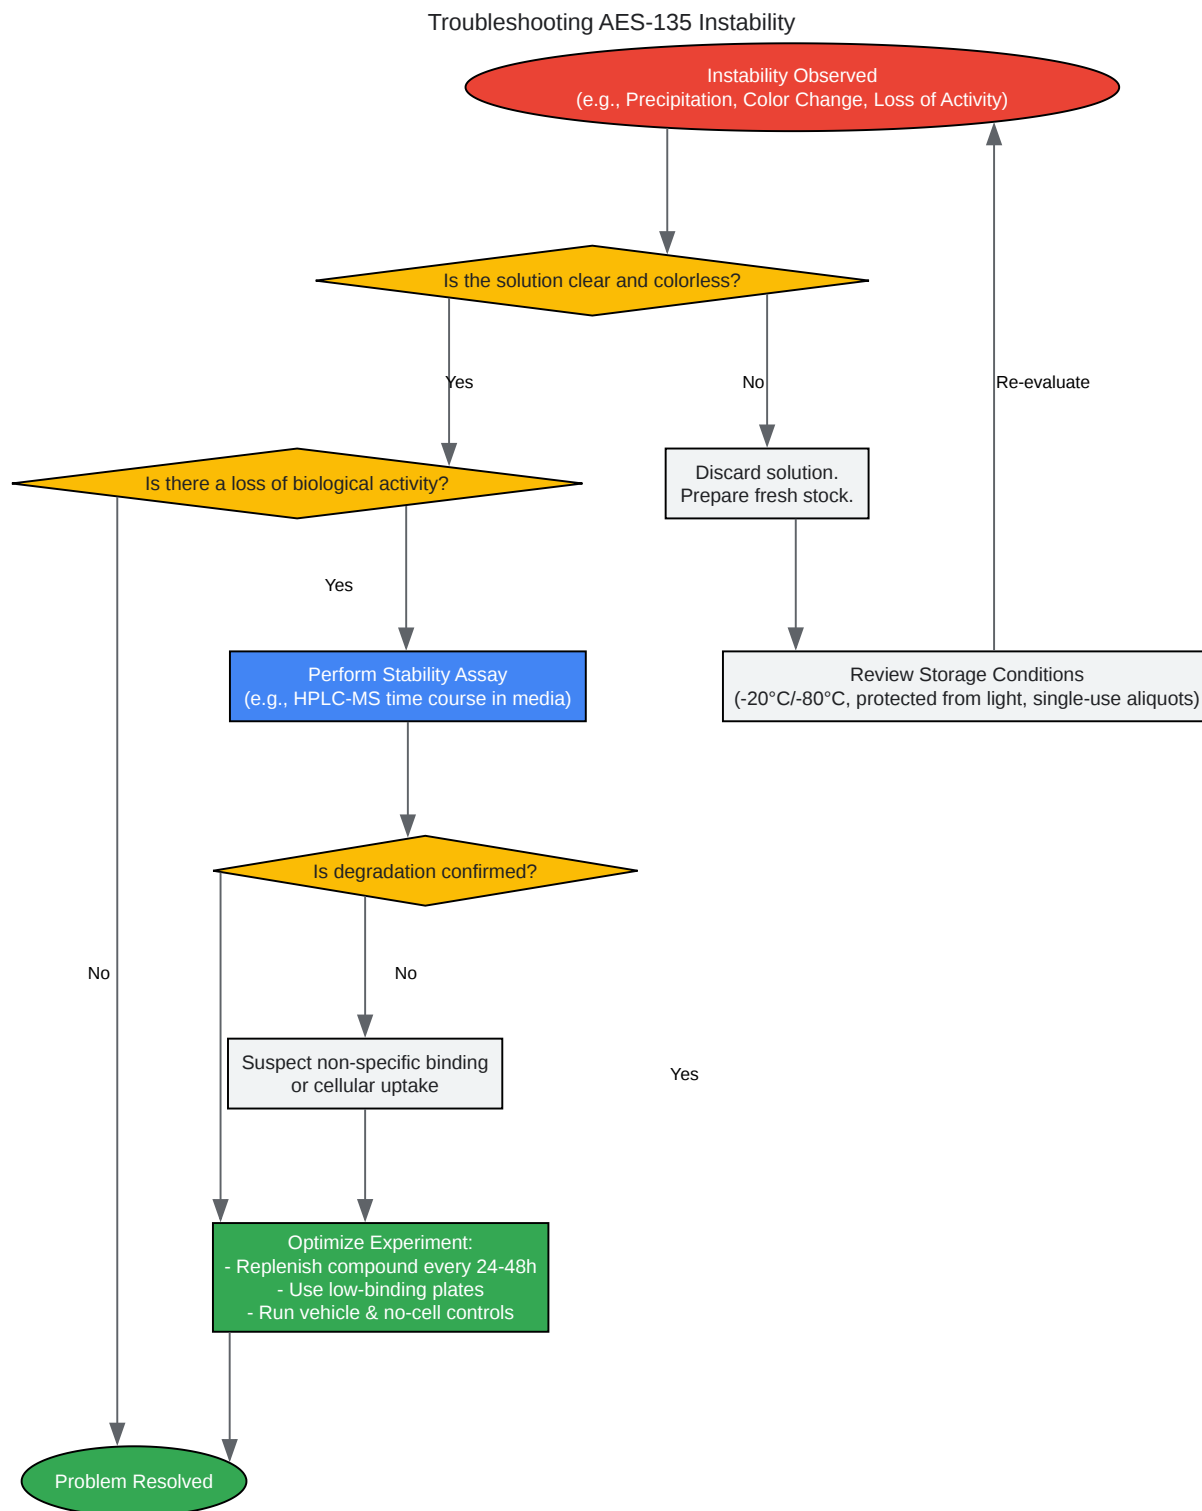 Troubleshooting AES-135 Instability
Instability Observed
(e.g., Precipitation, Color Change, Loss of Activity)
Is the solution clear and colorless?
Yes
No
Re-evaluate
Is there a loss of biological activity?
Discard solution.
Prepare fresh stock.
Yes
Perform Stability Assay
(e.g., HPLC-MS time course in media)
Review Storage Conditions
(-20°C/-80°C, protected from light, single-use aliquots)
Is degradation confirmed?
No
No
Suspect non-specific binding
or cellular uptake
Yes
Optimize Experiment:
- Replenish compound every 24-48h
- Use low-binding plates
- Run vehicle & no-cell controls
Problem Resolved